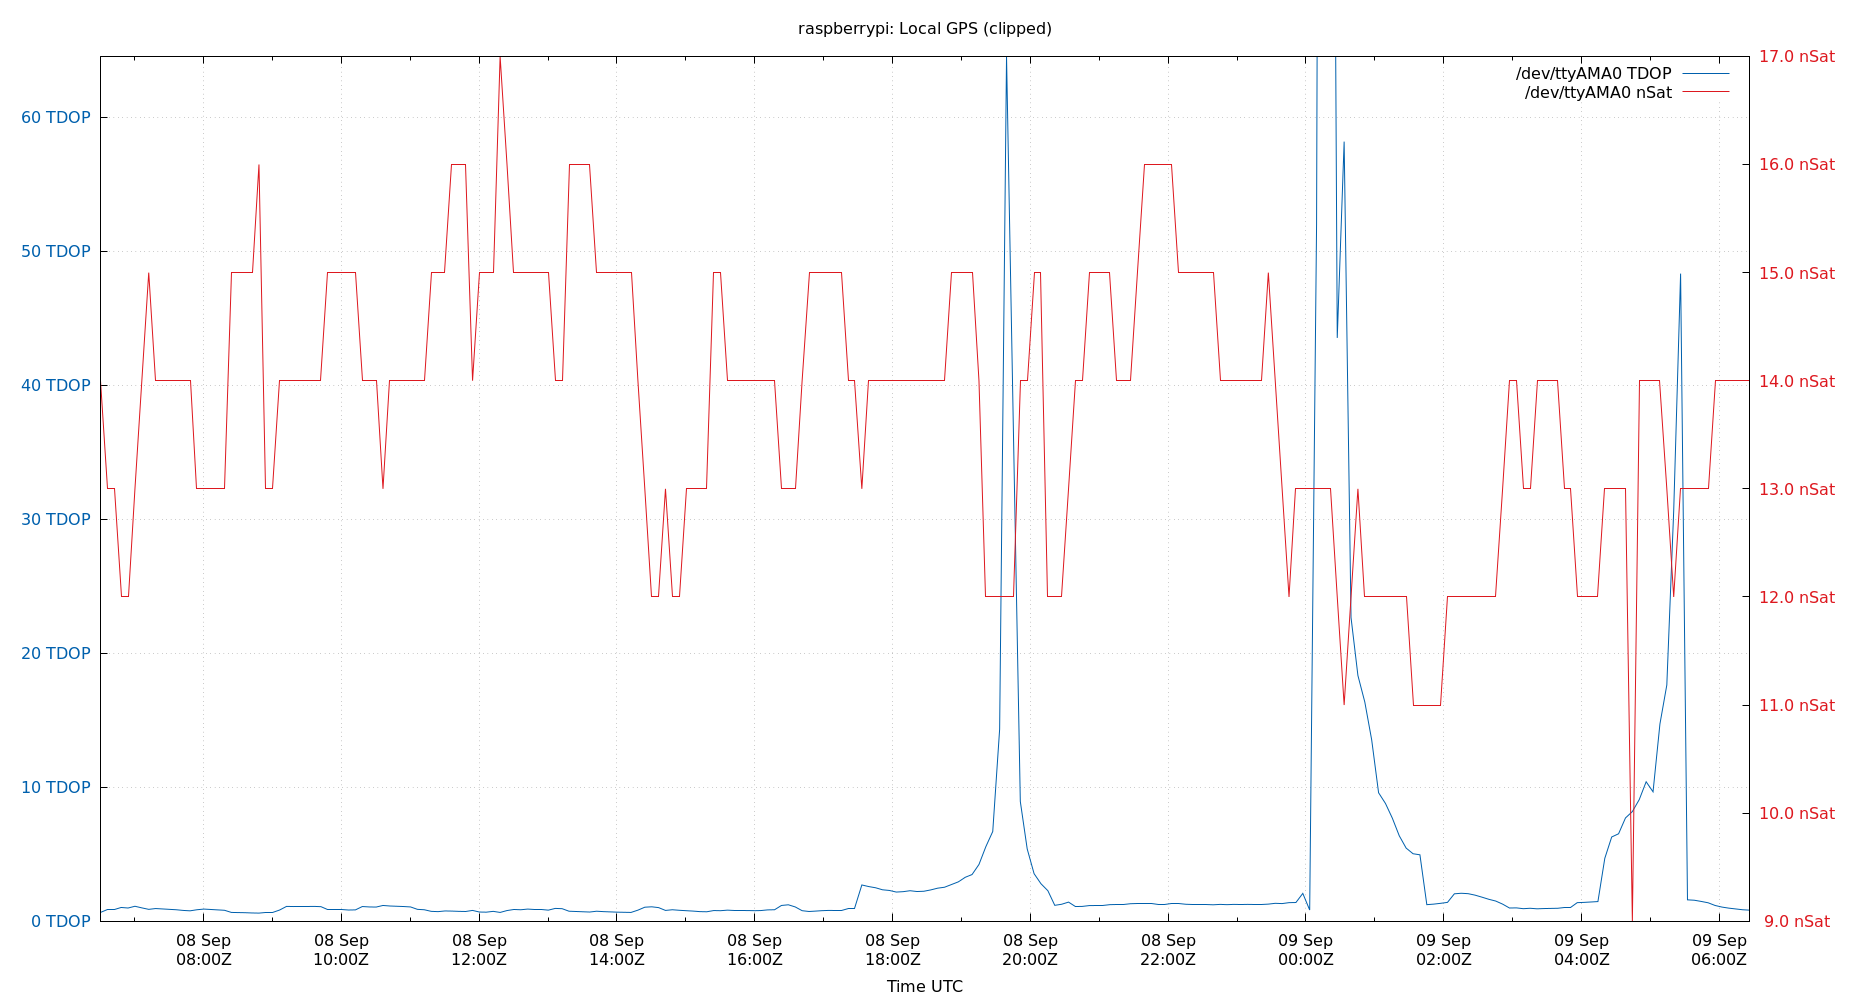 raspberrypi: Local GPS (clipped)
/dev/ttyAMA0 TDOP
/dev/ttyAMA0 nSat
60 TDOP
50 TDOP
40 TDOP
30 TDOP
20 TDOP
10 TDOP
0 TDOP
17.0 nSat
16.0 nSat
15.0 nSat
14.0 nSat
13.0 nSat
12.0 nSat
11.0 nSat
10.0 nSat
9.0 nSat
08 Sep
08:00Z
08 Sep
10:00Z
08 Sep
12:00Z
08 Sep
14:00Z
08 Sep
16:00Z
08 Sep
18:00Z
08 Sep
20:00Z
08 Sep
22:00Z
09 Sep
00:00Z
09 Sep
02:00Z
09 Sep
04:00Z
09 Sep
06:00Z
Time UTC